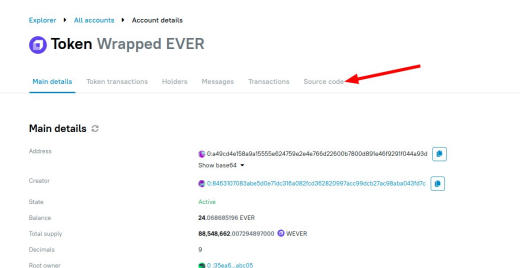 Explorer All accounts Account details
Token Wrapped EVER
Main details Token transactions Holders Messages Transactions Source code
Main details
Address 0:a49cd4e158a9a15555e624759e2e4e766d22600b7800d891e46f9291f044a93d
Show base64
Creator 0:8463107083abe5d0e71dc316a082fcd362820997acc99dcb27ac98aba043fd7c
State Active
Balance 24.068685196 EVER
Total supply 88,548,662.007294897000 WEVER
Decimals 9
Root owner 0:35ea6...abc05